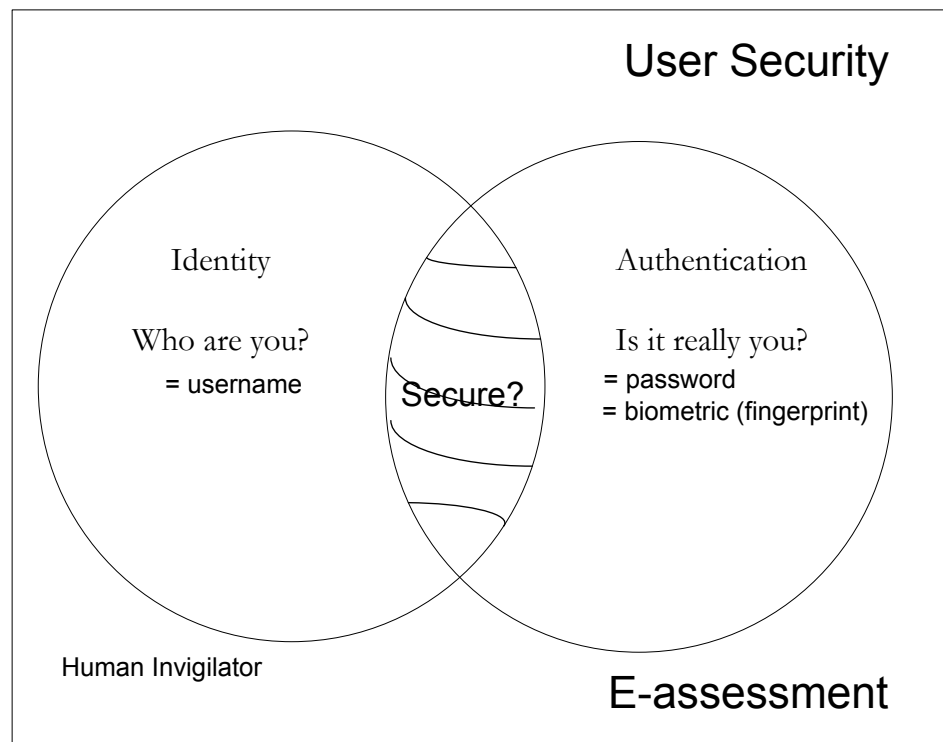 User Security
Identity
Who are you?
= username
Secure?
Authentication
Is it really you?
= password
= biometric (fingerprint)
Human Invigilator
E-assessment